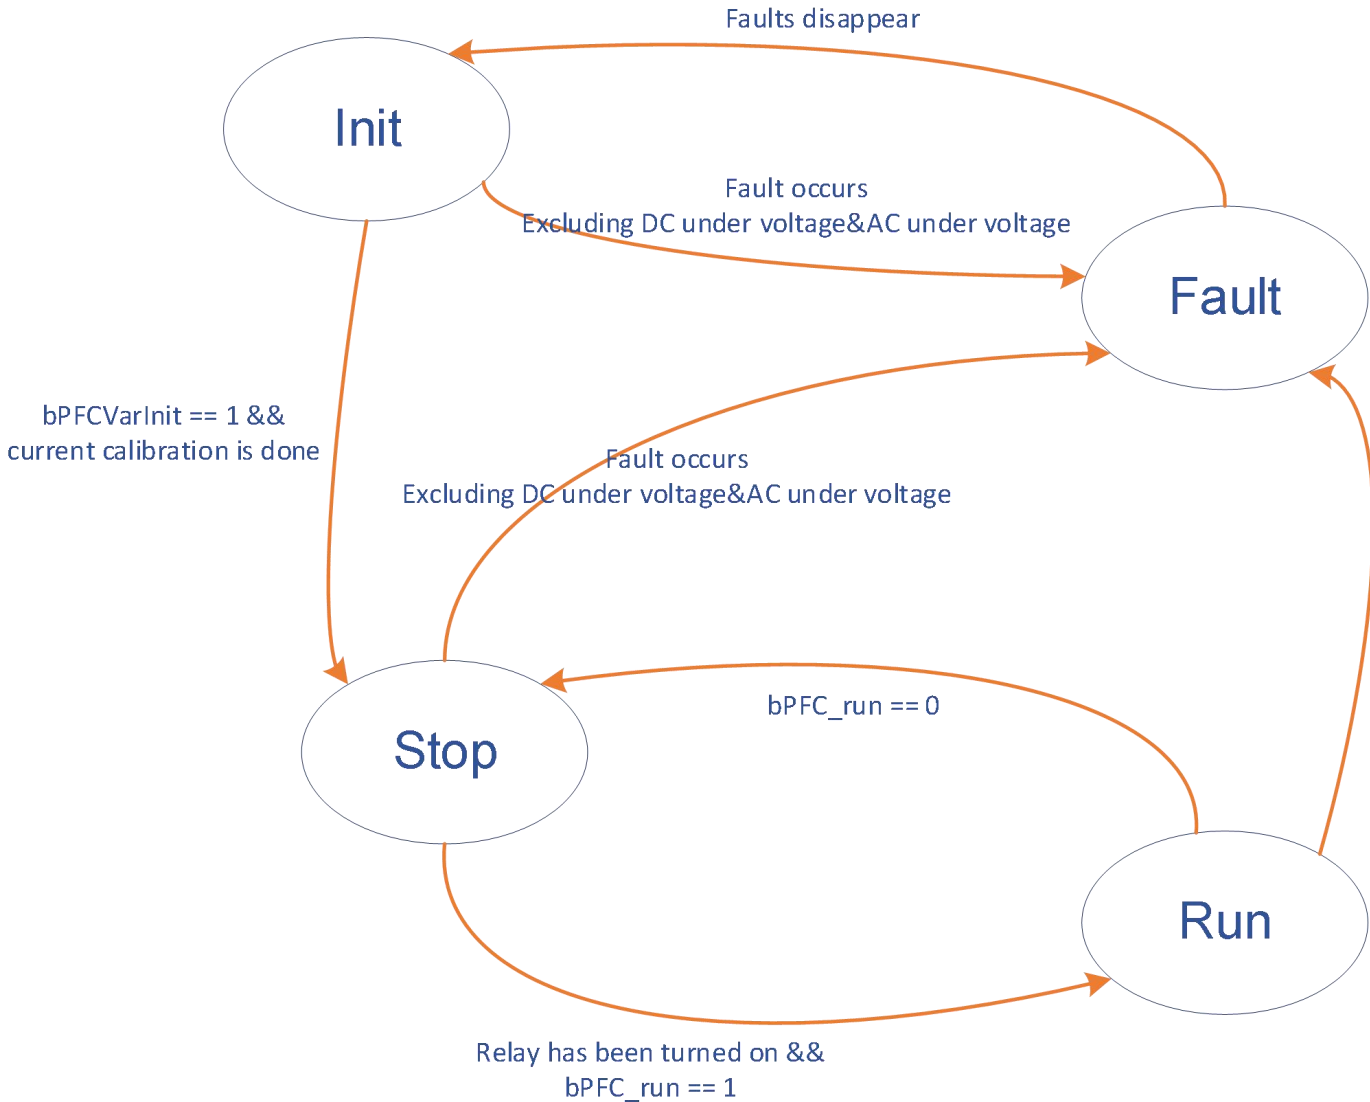 Faults disappear
Init
Fault occurs
Excluding DC under voltage&AC under voltage
Fault
bPFCVarInit == 1 &&
current calibration is done
Fault occurs
Excluding DC under voltage&AC under voltage
bPFC_run == 0
Stop
Run
Relay has been turned on &&
bPFC_run == 1